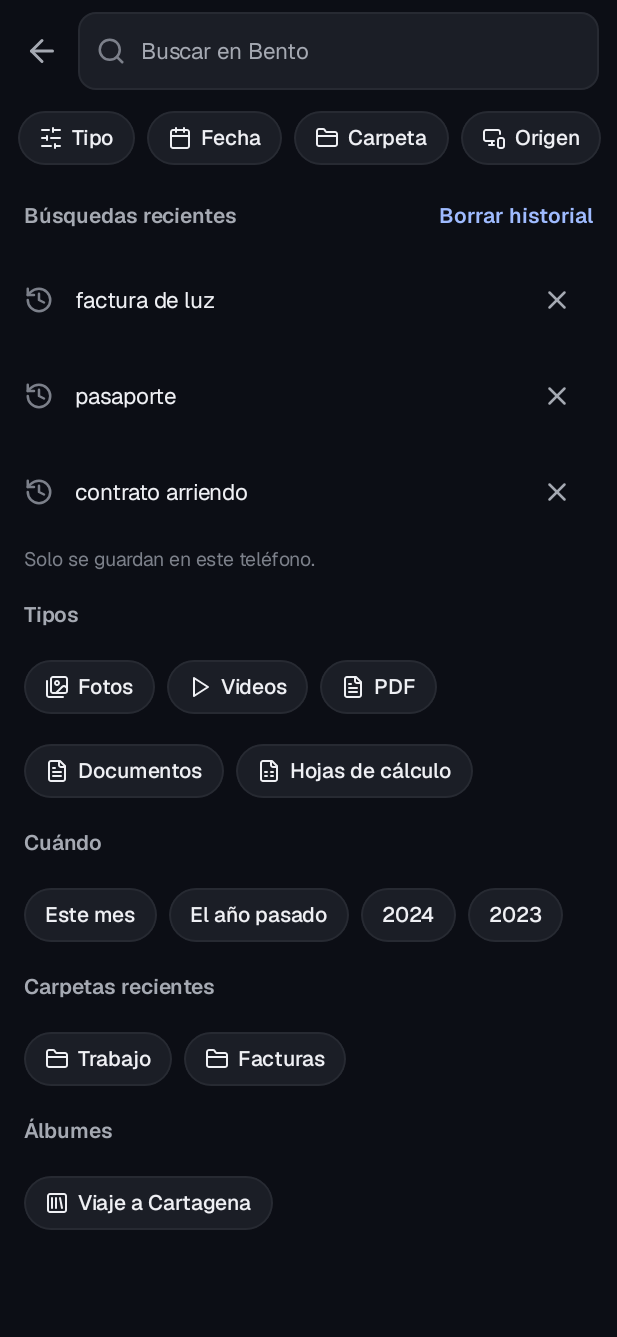 Buscar en Bento
Tipo Fecha Carpeta Origen
Búsquedas recientes Borrar historial
factura de luz
pasaporte
contrato arriendo
Solo se guardan en este teléfono.
Tipos
Fotos Videos PDF
Documentos Hojas de cálculo
Cuándo
Este mes El año pasado 2024 2023
Carpetas recientes
Trabajo Facturas
Álbumes
Viaje a Cartagena